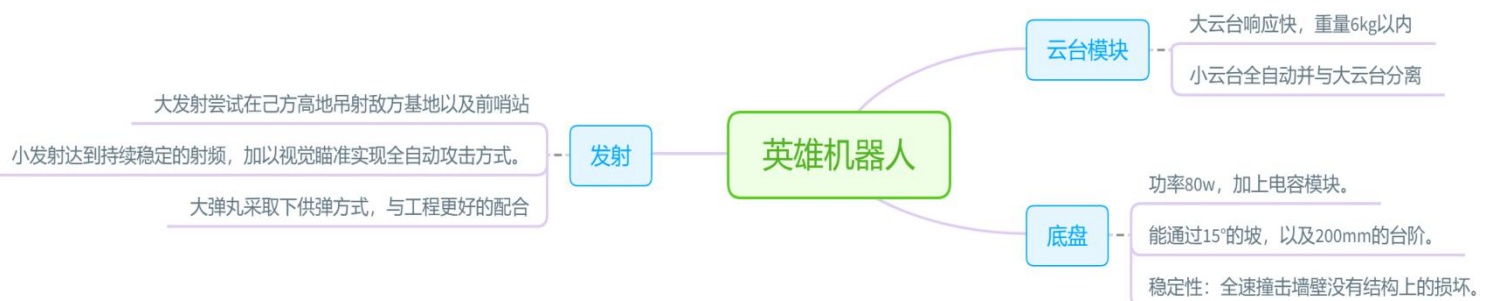 英雄机器人
云台模块
大云台响应快，重量6kg以内
小云台全自动并与大云台分离
发射
大发射尝试在己方高地吊射敌方基地以及前哨站
小发射达到持续稳定的射频，加以视觉瞄准实现全自动攻击方式。
大弹丸采取下供弹方式，与工程更好的配合
底盘
功率80w，加上电容模块。
能通过15°的坡，以及200mm的台阶。
稳定性：全速撞击墙壁没有结构上的损坏。